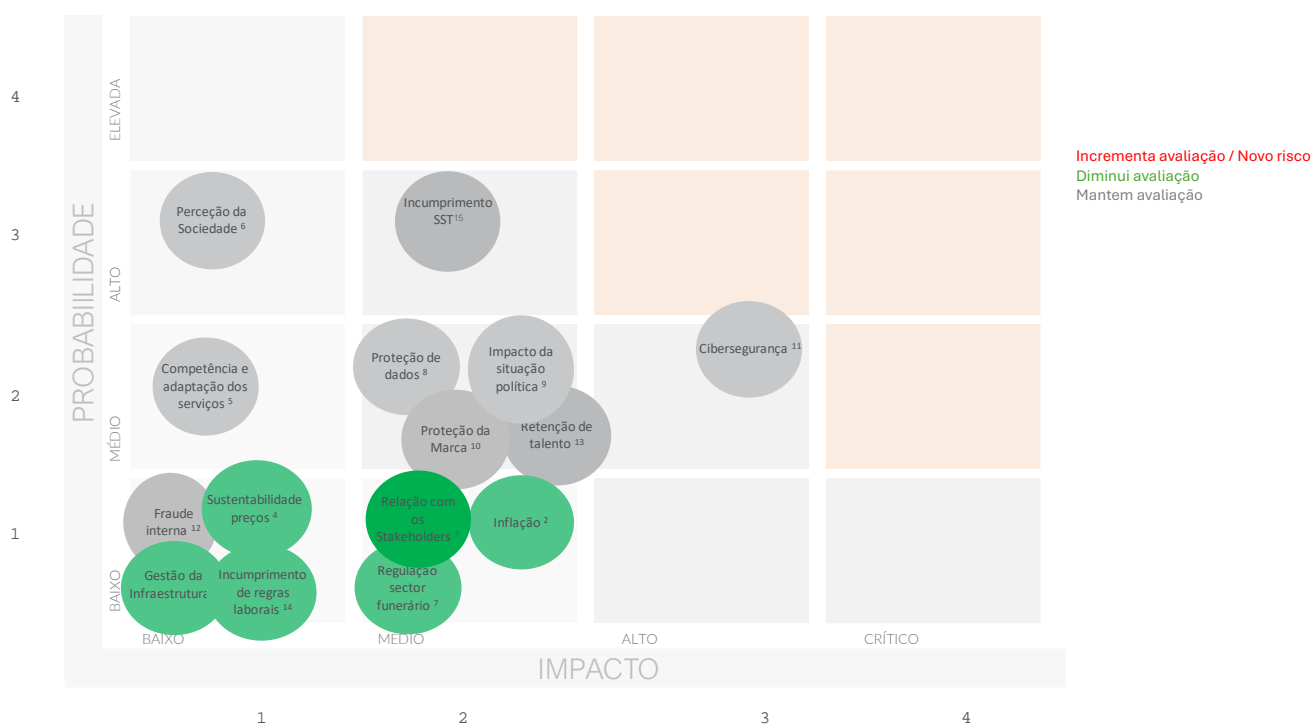 4
ELEVADA
Incrementa avaliação / Novo risco
Diminui avaliação
Mantem avaliação
PROBABIILIDADE
3
ALTO
Perceção da
Sociedade 6
Incumprimento
SST15
2
MÉDIO
Competência e
adaptação dos
serviços 5
Proteção de
dados 8
Impacto da
situação
política 9
Cibersegurança 11
Proteção da
Marca 10
Retenção de
talento 13
1
BAIXO
Fraude
interna 12
Sustentabilidade
preços 4
Relação com
os
Stakeholders
Inflação 2
Gestão da
Infraestrutura
Incumprimento
de regras
laborais 14
Regulação
sector
funerário 7
BAIXO
MÉDIO
ALTO
CRÍTICO
IMPACTO
1
2
3
4